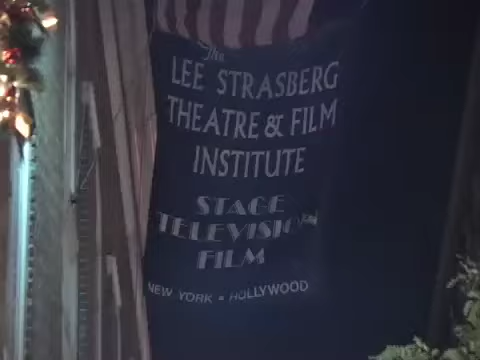 The
LEE STRASBERG
THEATRE & FILM
INSTITUTE
STAGE
TELEVISION
FILM
NEW YORK • HOLLYWOOD